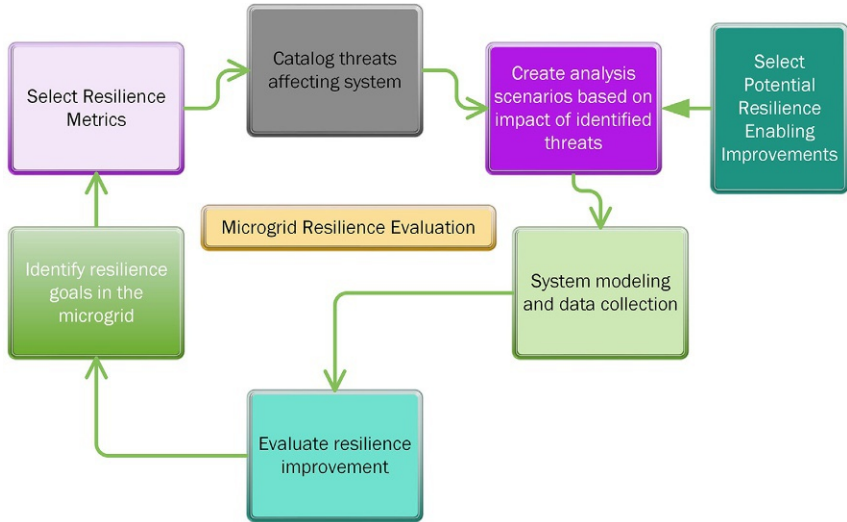 Catalog threats
affecting system
Select Resilience
Metrics
Create analysis
scenarios based on
impact of identified
threats
Select
Potential
Resilience
Enabling
Improvements
Microgrid Resilience Evaluation
Identify resilience
goals in the
microgrid
System modeling
and data collection
Evaluate resilience
improvement